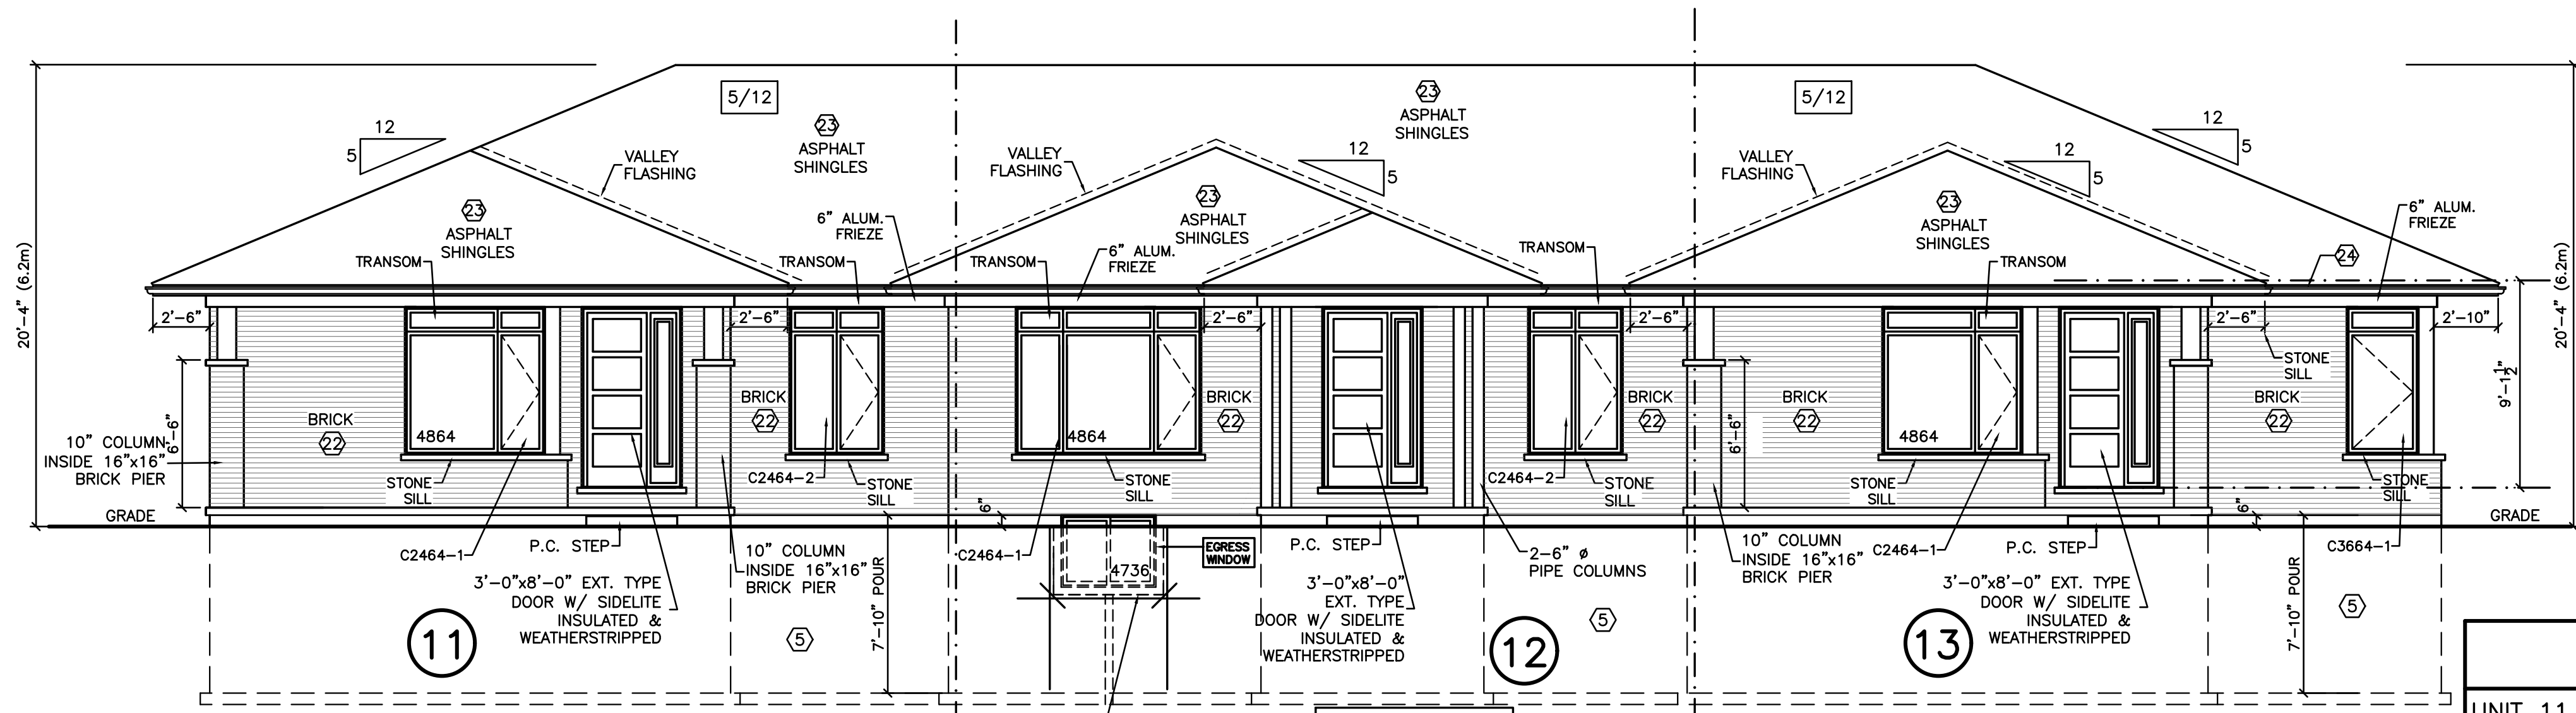 5/12
23
ASPHALT
SHINGLES
23
ASPHALT
SHINGLES
5/12
12
5
VALLEY
FLASHING
VALLEY
FLASHING
12
5
VALLEY
FLASHING
12
5
12
5
23
ASPHALT
SHINGLES
6" ALUM.
FRIEZE
23
ASPHALT
SHINGLES
6" ALUM.
FRIEZE
23
ASPHALT
SHINGLES
6" ALUM.
FRIEZE
24
TRANSOM
TRANSOM
TRANSOM
TRANSOM
TRANSOM
20'-4" (6.2m)
20'-4" (6.2m)
2'-6"
2'-6"
2'-6"
2'-6"
2'-6"
2'-10"
STONE
SILL
9'-1 1/2"
BRICK
22
BRICK
22
BRICK
22
BRICK
22
BRICK
22
BRICK
22
4864
4864
4864
6'-6"
6'-6"
10" COLUMN
INSIDE 16"x16"
BRICK PIER
STONE
SILL
C2464-2
STONE
SILL
STONE
SILL
C2464-2
STONE
SILL
STONE
SILL
STONE
SILL
GRADE
6"
6"
GRADE
C2464-1
P.C. STEP
10" COLUMN
INSIDE 16"x16"
BRICK PIER
C2464-1
EGRESS
WINDOW
4736
P.C. STEP
2-6" ø
PIPE COLUMNS
10" COLUMN
INSIDE 16"x16"
BRICK PIER
C2464-1
P.C. STEP
C3664-1
3'-0"x8'-0" EXT. TYPE
DOOR W/ SIDELITE
INSULATED &
WEATHERSTRIPPED
7'-10" POUR
3'-0"x8'-0"
EXT. TYPE
DOOR W/ SIDELITE
INSULATED &
WEATHERSTRIPPED
3'-0"x8'-0" EXT. TYPE
DOOR W/ SIDELITE
INSULATED &
WEATHERSTRIPPED
7'-10" POUR
11
5
12
5
13
5
UNIT 11